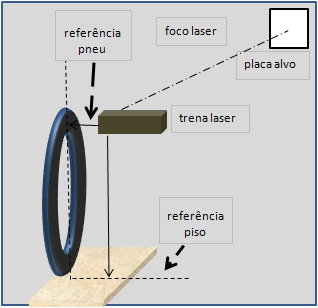 referência
pneu
foco laser
placa alvo
trena laser
referência
piso